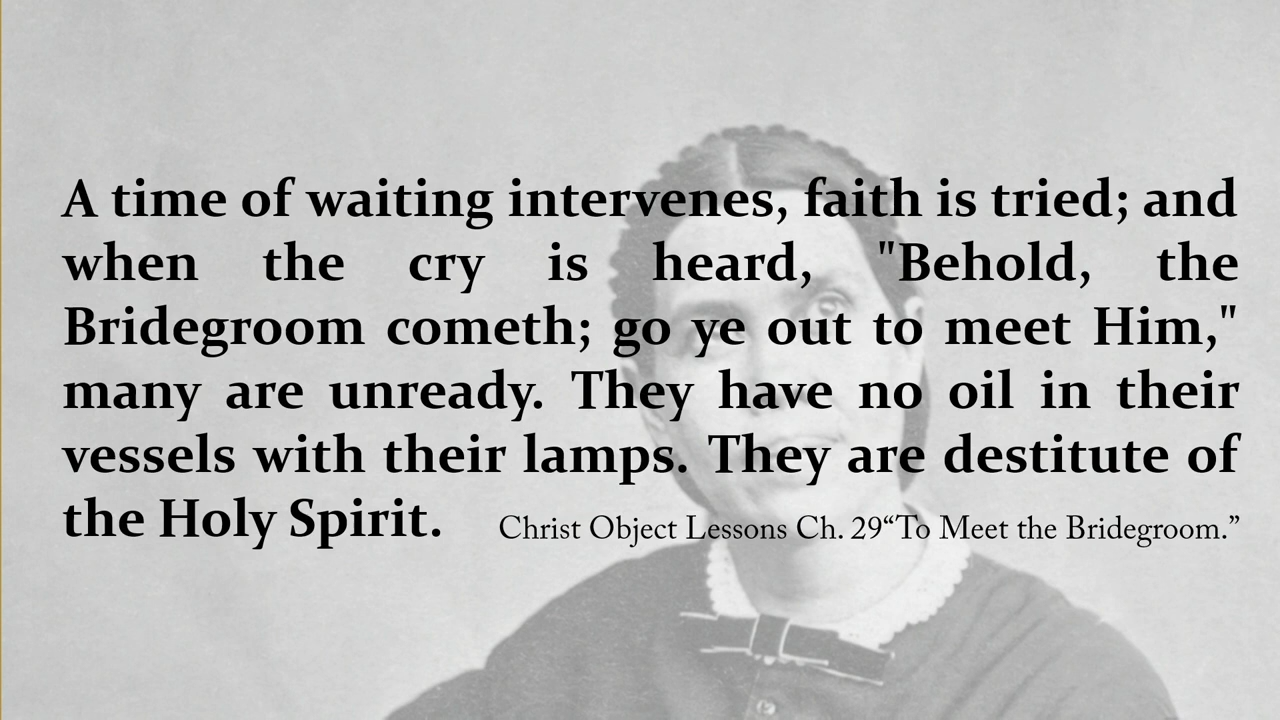 A time of waiting intervenes, faith is tried; and
when the cry is heard, "Behold, the
Bridegroom cometh; go ye out to meet Him,"
many are unready. They have no oil in their
vessels with their lamps. They are destitute of
the Holy Spirit. Christ Object Lessons Ch. 29“To Meet the Bridegroom.”